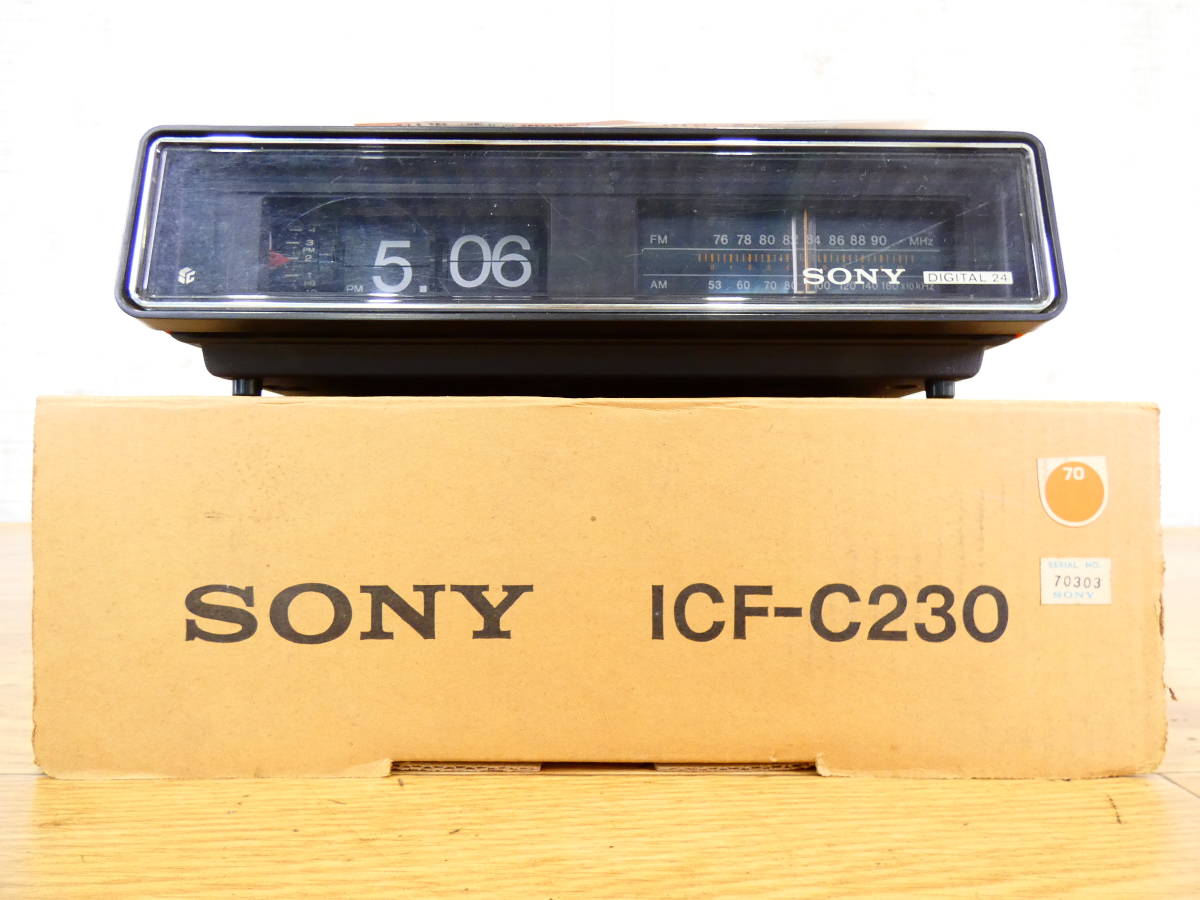 FM 76 78 80 82 84 86 88 90 MHz
PM 5. 06
SONY DIGITAL 24
AM 53 60 70 80 100 120 140 160 x10 kHz
70
SERIAL NO.
70303
SONY
SONY ICF-C230